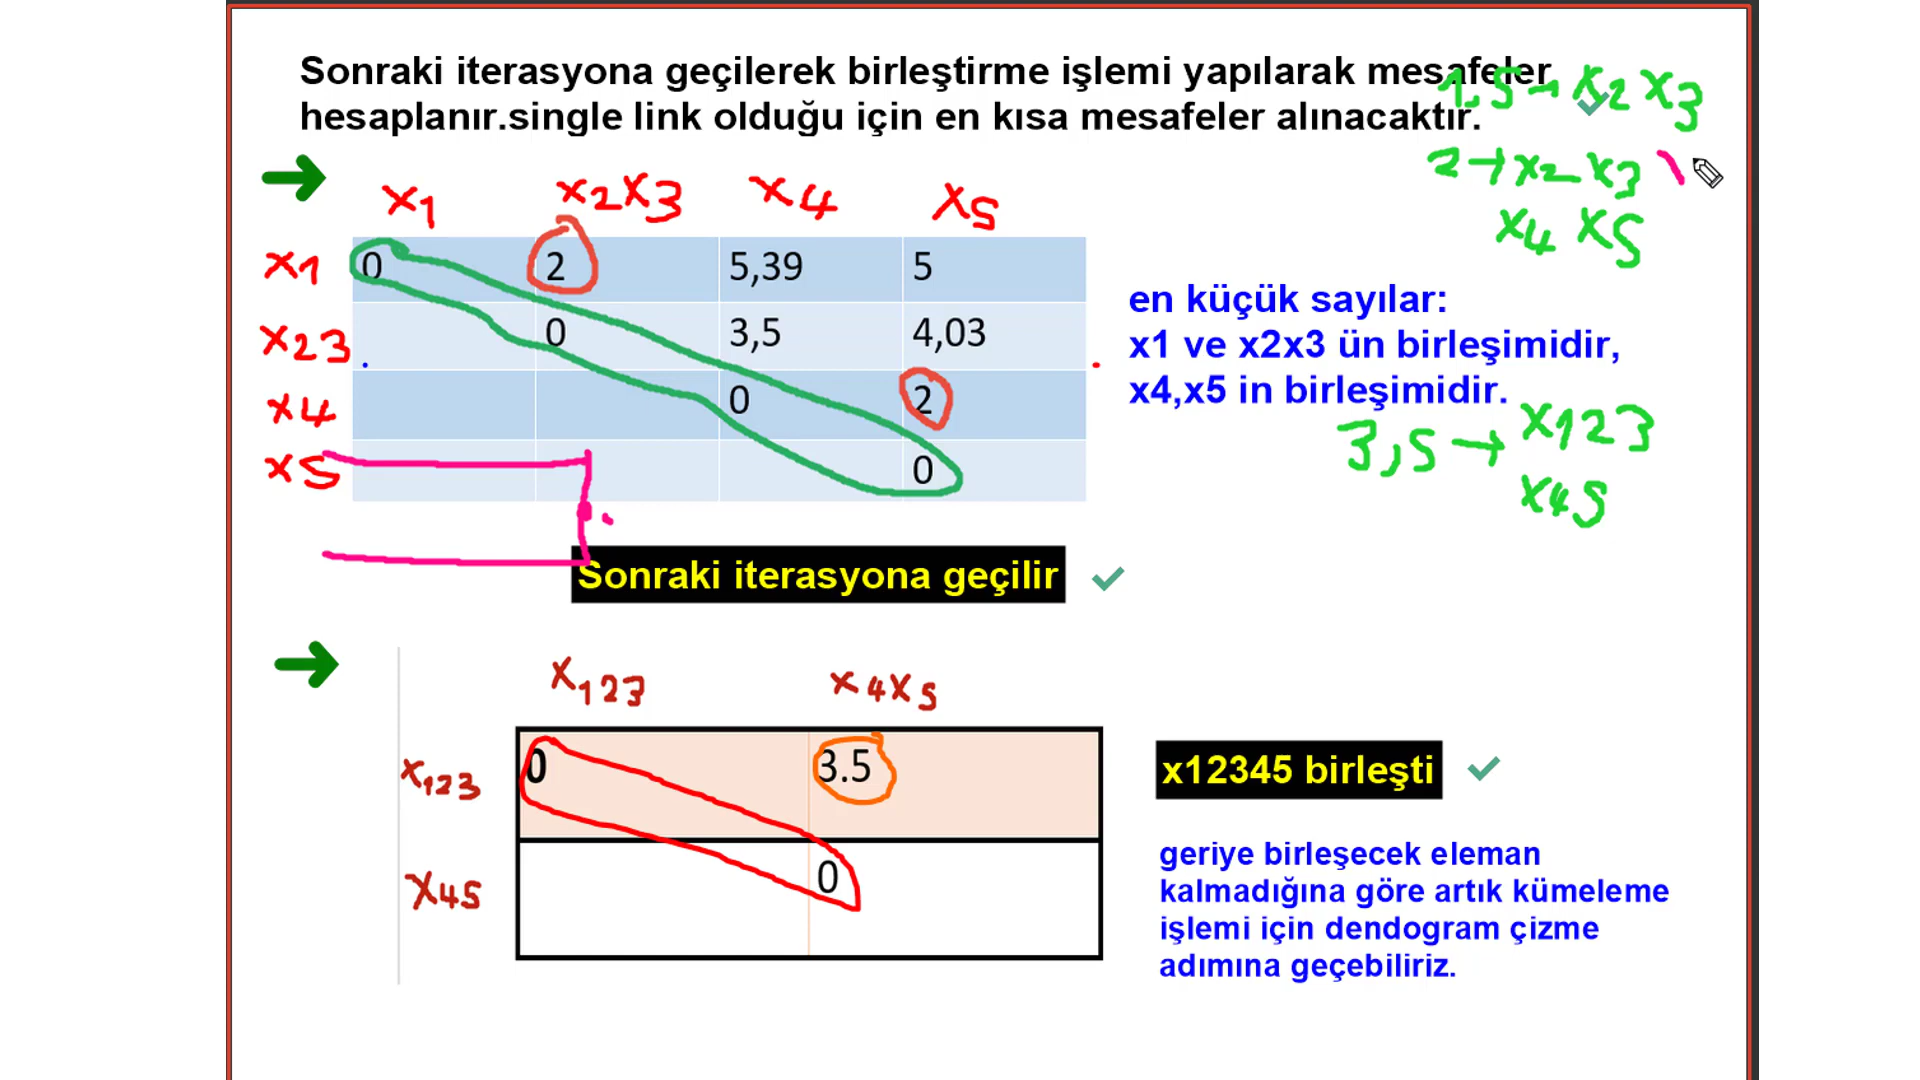 Sonraki iterasyona geçilerek birleştirme işlemi yapılarak mesafeler
hesaplanır.single link olduğu için en kısa mesafeler alınacaktır.
1.5→ x2 x3
2→x2 x3
x4 x5
x1 x2x3 x4 x5
x1 0 2 5,39 5
x23 0 3,5 4,03
x4 0 2
x5 0
en küçük sayılar:
x1 ve x2x3 ün birleşimidir,
x4,x5 in birleşimidir.
3,5 → x123
x45
Sonraki iterasyona geçilir
x123 x4x5
x123 0 3.5
x45 0
x12345 birleşti
geriye birleşecek eleman
kalmadığına göre artık kümeleme
işlemi için dendogram çizme
adımına geçebiliriz.